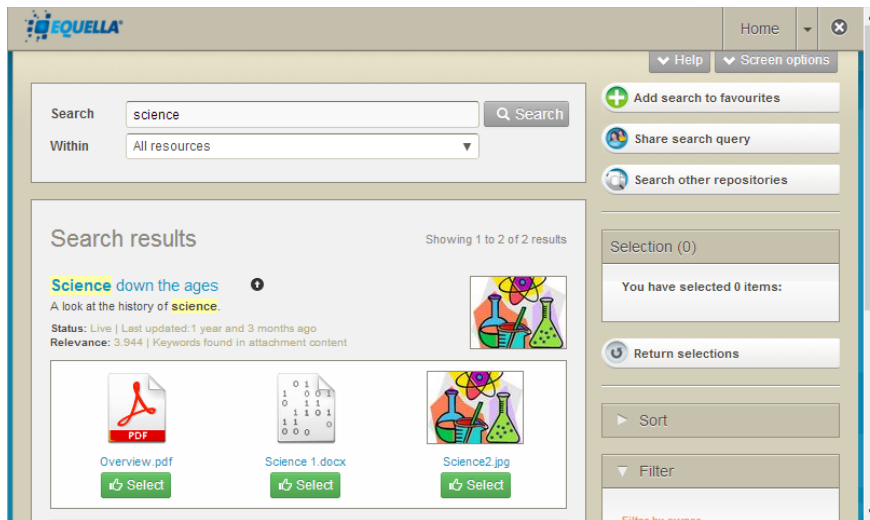 EQUELLA
Home
Help
Screen options
Search
science
Search
Within
All resources
Add search to favourites
Share search query
Search other repositories
Search results
Showing 1 to 2 of 2 results
Selection (0)
You have selected 0 items:
Science down the ages
A look at the history of science.
Status: Live | Last updated:1 year and 3 months ago
Relevance: 3.944 | Keywords found in attachment content
Return selections
PDF
Overview.pdf
Science 1.docx
Science2.jpg
Select
Select
Select
Sort
Filter
Filter by owner